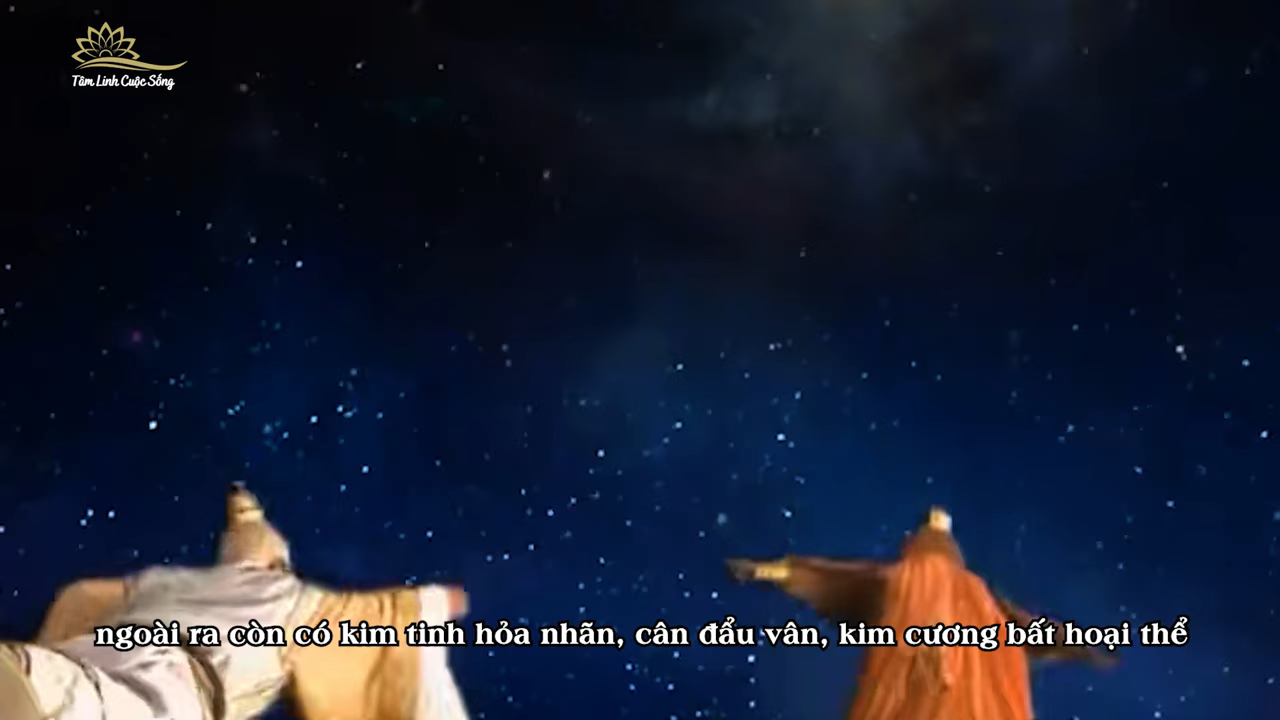 Tâm Linh Cuộc Sống
ngoài ra còn có kim tinh hỏa nhãn, cân đẩu vân, kim cương bất hoại thể